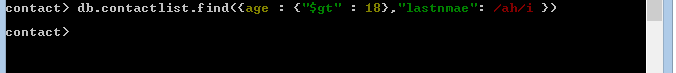 contact> db.contactlist.find({age : {"$gt" : 18},"lastnmae": /ah/i })
contact>